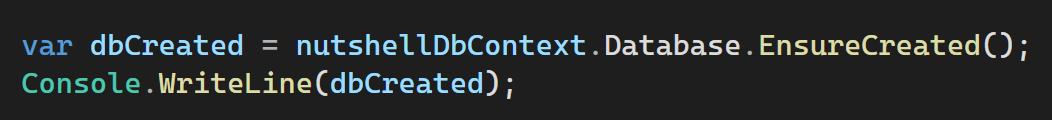 var dbCreated = nutshellDbContext.Database.EnsureCreated();
Console.WriteLine(dbCreated);